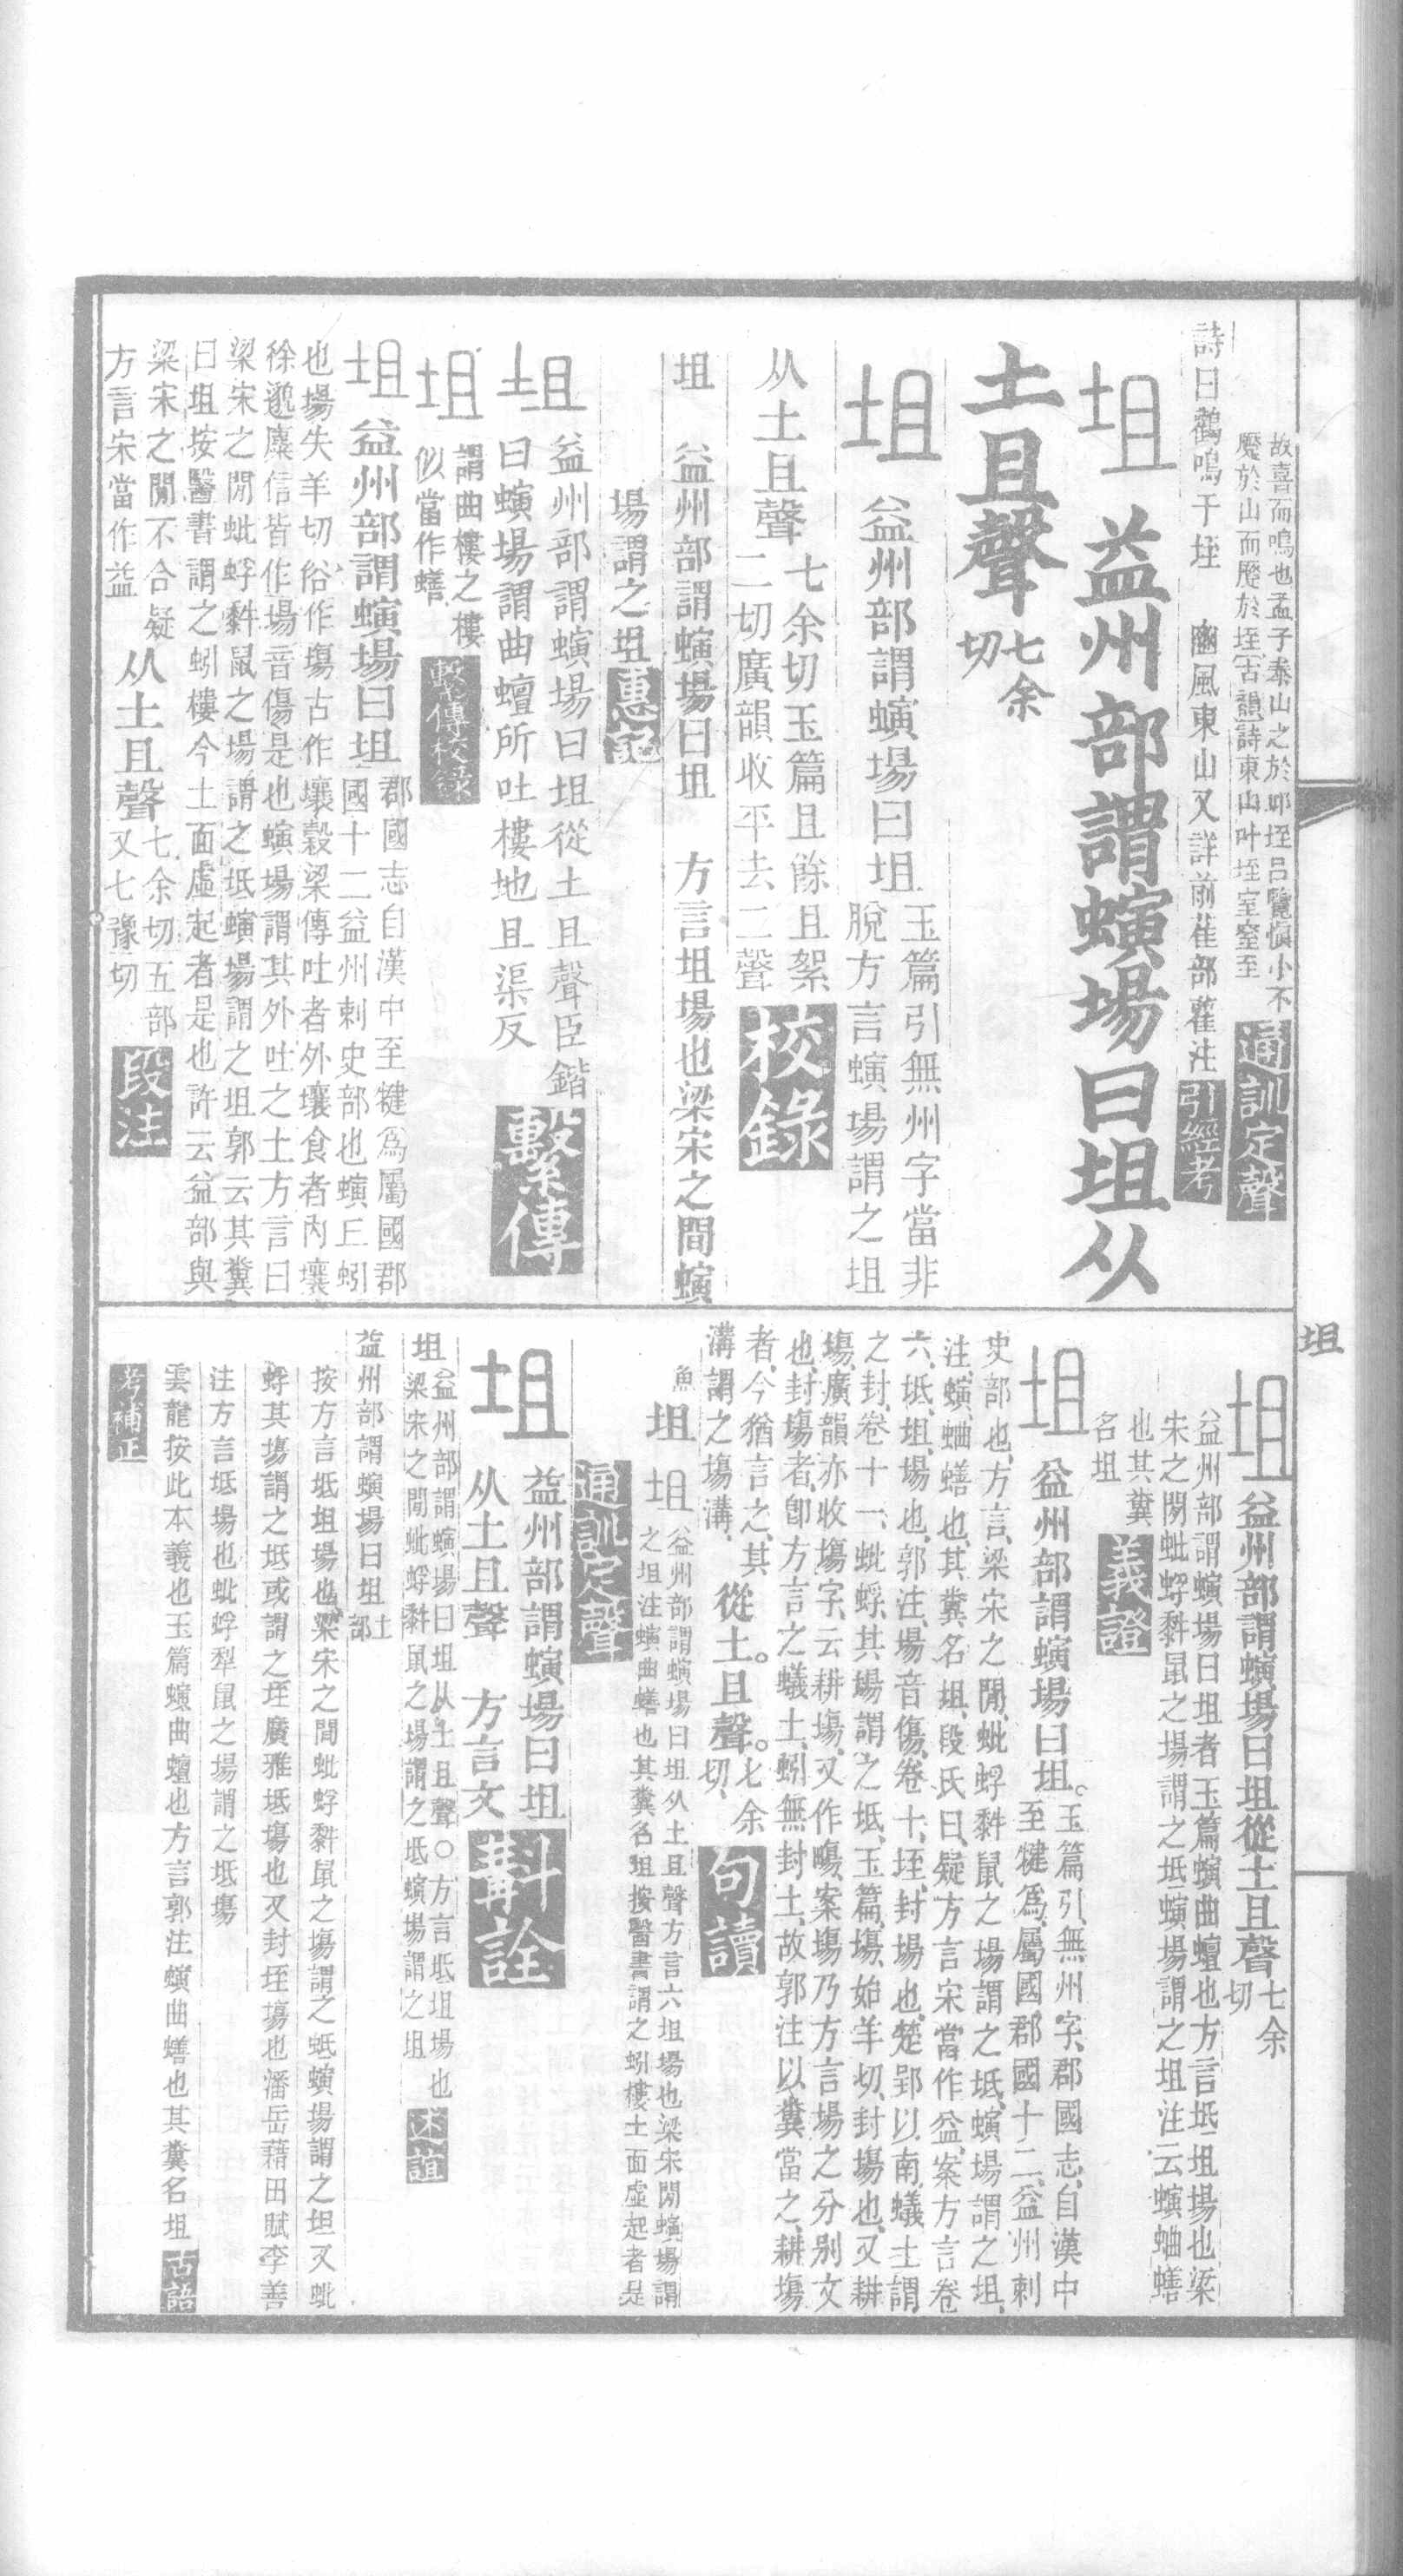 故喜而鳴也孟子泰山之於邱垤呂覽愼小不
蹷於山而蹷於垤古韻詩東山叶垤室窒至
通訓定聲
詩曰鸛鳴于垤　豳風東山又詳前萑部雚注
引經考
坥　益州部謂螾場曰坥从
土且聲七余
切
坥　益州部謂螾場曰坥玉篇引無州字當非
脫方言螾場謂之坥
从土且聲七余切玉篇且餘且絮
二切廣韻收平去二聲
校錄
坥　益州部謂螾場曰坥　方言坥場也梁宋之間螾
場謂之坥
惠記
坥　益州部謂螾場曰坥從土且聲臣鍇
曰螾場謂曲蟺所吐樓地且渠反
繫傳
坥　謂曲樓之樓
似當作蟮
繫傳校錄
坥益州部謂螾場曰坥郡國志自漢中至犍爲屬國郡
國十二益州刺史部也螾丘蚓
也場失羊切俗作塲古作壤穀梁傳吐者外壤食者內壤
徐邈麋信皆作場音傷是也螾場謂其外吐之土方言曰
梁宋之閒蚍蜉𪕭鼠之場謂之坻螾場謂之坥郭云其糞
曰坥按醫書謂之蚓樓今土面虛起者是也許云益部與
梁宋之閒不合疑
方言宋當作益
从土且聲七余切五部
又七豫切
段注
坥
坥益州部謂螾場曰坥從土且聲七余
切
益州部謂螾場曰坥者玉篇螾曲蟺也方言坻坥場也梁
宋之閒蚍蜉𪕭鼠之場謂之坻螾場謂之坥注云螾蛐蟮
也其糞
名坥
義證
坥益州部謂螾場曰坥。玉篇引無州字、郡國志、自漢中
至犍爲屬國郡國十二、益州刺
史部也、方言、梁宋之閒、蚍蜉𪕭鼠之場謂之坻、螾場謂之坥、
注、螾、蛐蟮也、其糞名坥、段氏曰、疑方言宋當作益、案方言卷
六、坻、坥、場也、郭注、場音傷、卷十、垤、封場也、楚郢以南、蟻土謂
之封、卷十一、蚍蜉、其場謂之坻、玉篇、塲、始羊切、封塲也、又耕
塲、廣韻亦收塲字、云耕塲、又作𤳈、案塲乃方言場之分別文
也、封塲者、卽方言之蟻土、蚓無封土、故郭注以糞當之、耕塲
者、今猶言之、其
溝、謂之塲溝、
從土。且聲。七余
切、
句讀
魚　坥　坥益州部謂螾場曰坥从土且聲方言六坥場也梁宋閒螾場謂
之坥注螾曲蟮也其糞名坥按醫書謂之蚓樓土面虛起者是
通訓定聲
坥　益州部謂螾場曰坥
从土且聲　方言文
斠詮
坥益州部謂螾場曰坥从土且聲○方言坻坥場也
梁宋之閒蚍蜉𪕭鼠之場謂之坻螾場謂之坥
述誼
益州部謂螾場曰坥土
部
按方言坻坥場也梁宋之間蚍蜉𪕭鼠之塲謂之坻螾場謂之坥又蚍
蜉其塲謂之坻或謂之垤廣雅坻塲也又封垤塲也潘岳藉田賦李善
注方言坻場也蚍蜉犁鼠之場謂之坻塲
雲龍按此本義也玉篇螾曲蟺也方言郭注螾曲蟮也其糞名坥
古語
考補正